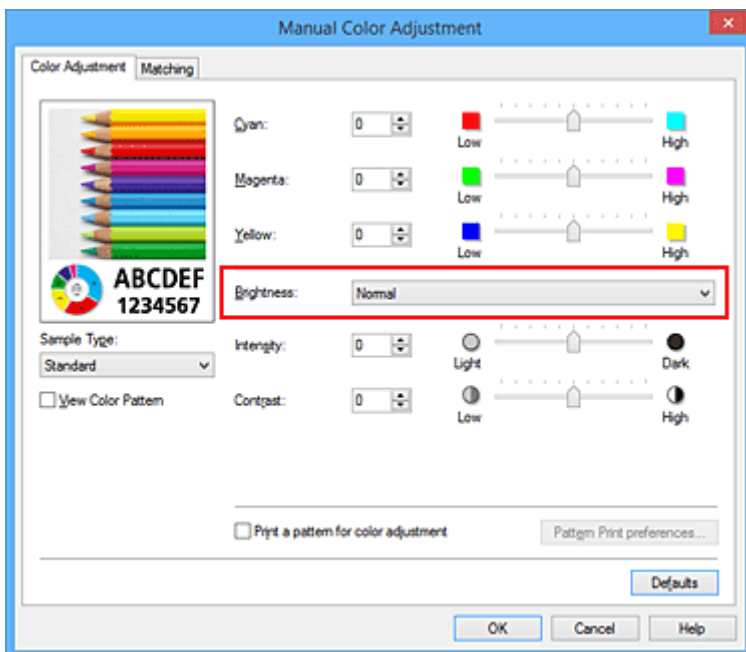 Manual Color Adjustment
Color Adjustment
Matching
Cyan:
0
Low
High
Magenta:
0
Low
High
Yellow:
0
Low
High
ABCDEF
1234567
Brightness:
Normal
Sample Type:
Standard
View Color Pattern
Intensity:
0
Light
Dark
Contrast:
0
Low
High
Print a pattern for color adjustment
Pattern Print preferences...
Defaults
OK
Cancel
Help